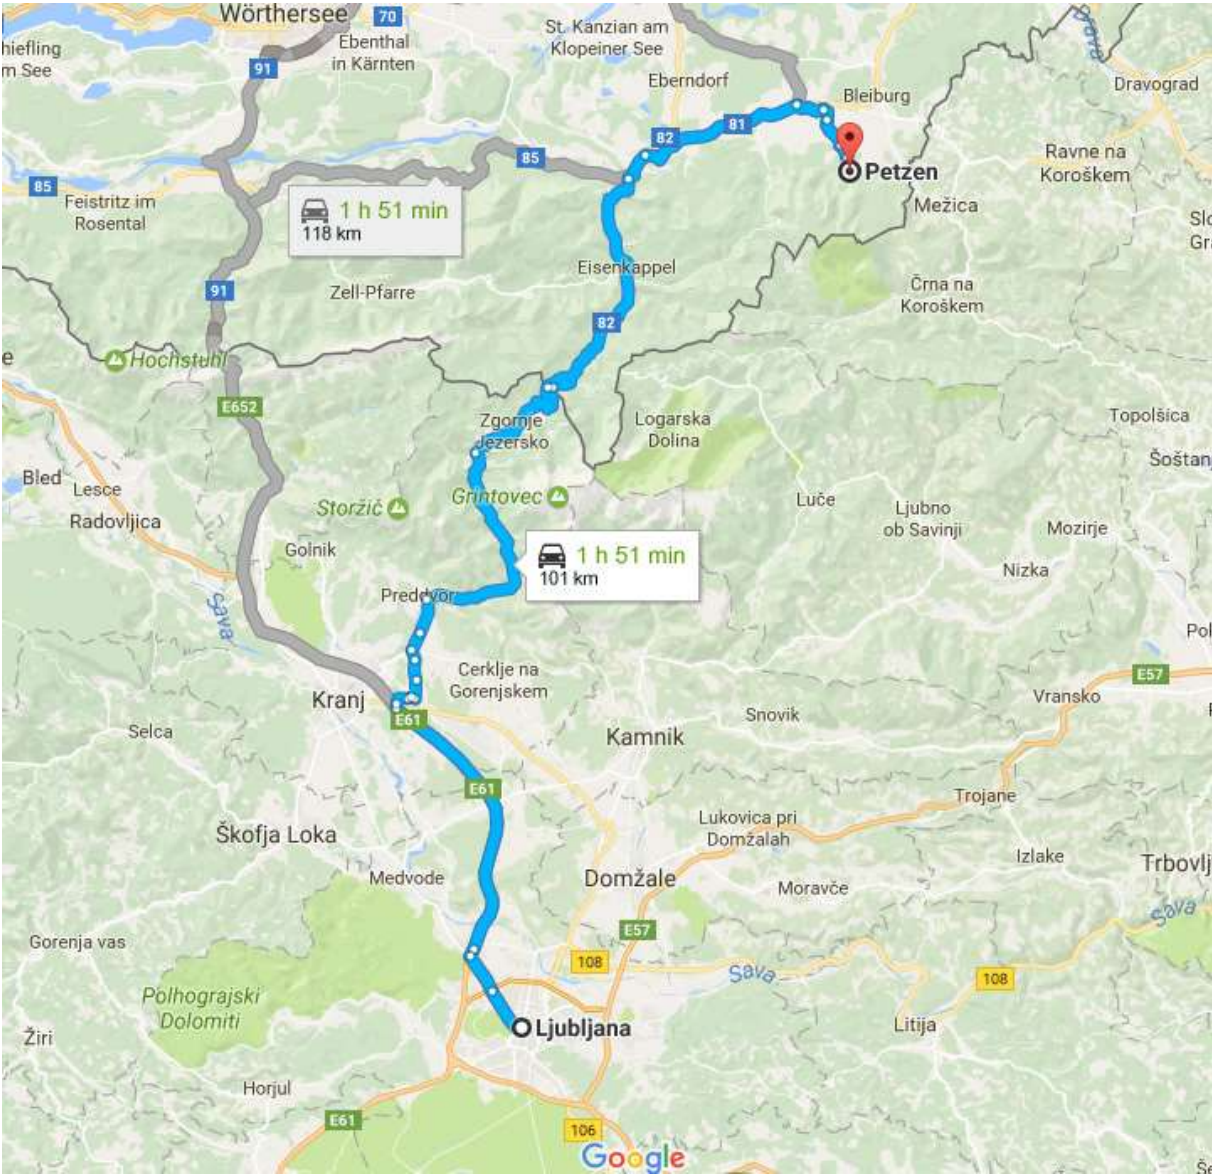 Wörthersee
70
Ebenthal
in Kärnten
St. Kanzian am
Klopeiner See
Sava
hiefling
m See
91
Eberndorf
Bleiburg
Dravograd
82
81
85
Petzen
Ravne na
Koroškem
85
Feistritz im
Rosental
1 h 51 min
118 km
Mežica
Slo
Gra
Eisenkappel
91
Zell-Pfarre
Črna na
Koroškem
82
e
Hochstuhl
E652
Zgornje
Jezersko
Logarska
Dolina
Topolšica
Šoštanj
Bled
Lesce
Radovljica
Storžič
Grintovec
Luče
Ljubno
ob Savinji
Mozirje
Golnik
1 h 51 min
101 km
Nizka
Preddvor
Sava
Pol
Cerklje na
Gorenjskem
E57
Kranj
E61
Vransko
Selca
Snovik
Kamnik
E61
Trojane
Škofja Loka
Lukovica pri
Domžalah
Izlake
Trbovlj
Medvode
Domžale
Moravče
Sava
Gorenja vas
E57
108
Sava
108
Polhograjski
Dolomiti
Ljubljana
Litija
Žiri
Horjul
E61
106
Google